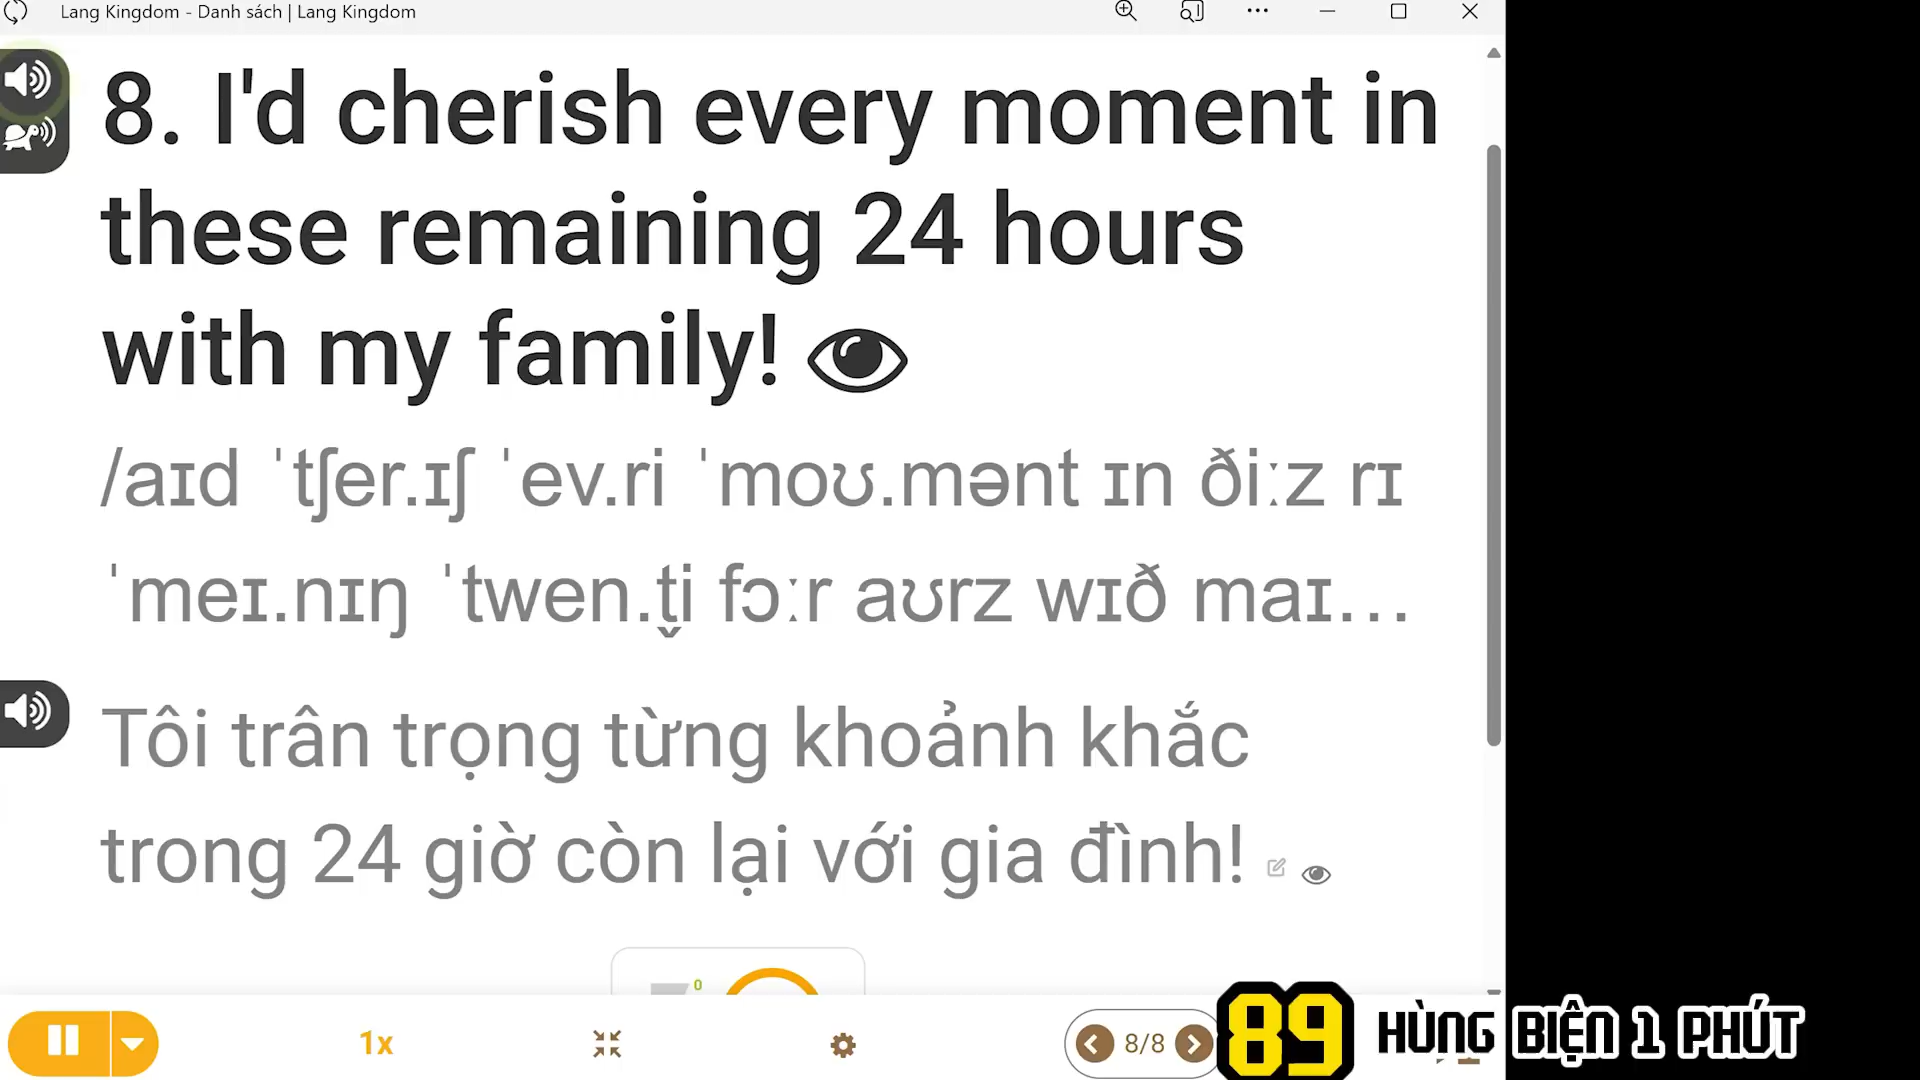 Lang Kingdom - Danh sách | Lang Kingdom
8. I'd cherish every moment in
these remaining 24 hours
with my family!
/aɪd ˈtʃer.ɪʃ ˈev.ri ˈmoʊ.mənt ɪn ðiːz rɪ
ˈmeɪ.nɪŋ ˈtwen.t̬i fɔːr aʊrz wɪð maɪ...
Tôi trân trọng từng khoảnh khắc
trong 24 giờ còn lại với gia đình!
0
1x
8/8
89 HÙNG BIỆN 1 PHÚT